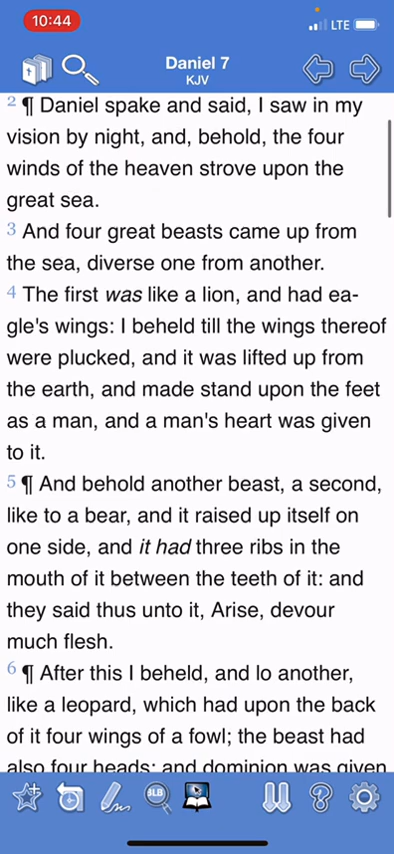 10:44
LTE
Daniel 7
KJV
2 ¶ Daniel spake and said, I saw in my
vision by night, and, behold, the four
winds of the heaven strove upon the
great sea.
3 And four great beasts came up from
the sea, diverse one from another.
4 The first was like a lion, and had ea-
gle's wings: I beheld till the wings thereof
were plucked, and it was lifted up from
the earth, and made stand upon the feet
as a man, and a man's heart was given
to it.
5 ¶ And behold another beast, a second,
like to a bear, and it raised up itself on
one side, and it had three ribs in the
mouth of it between the teeth of it: and
they said thus unto it, Arise, devour
much flesh.
6 ¶ After this I beheld, and lo another,
like a leopard, which had upon the back
of it four wings of a fowl; the beast had
also four heads; and dominion was given
BLB